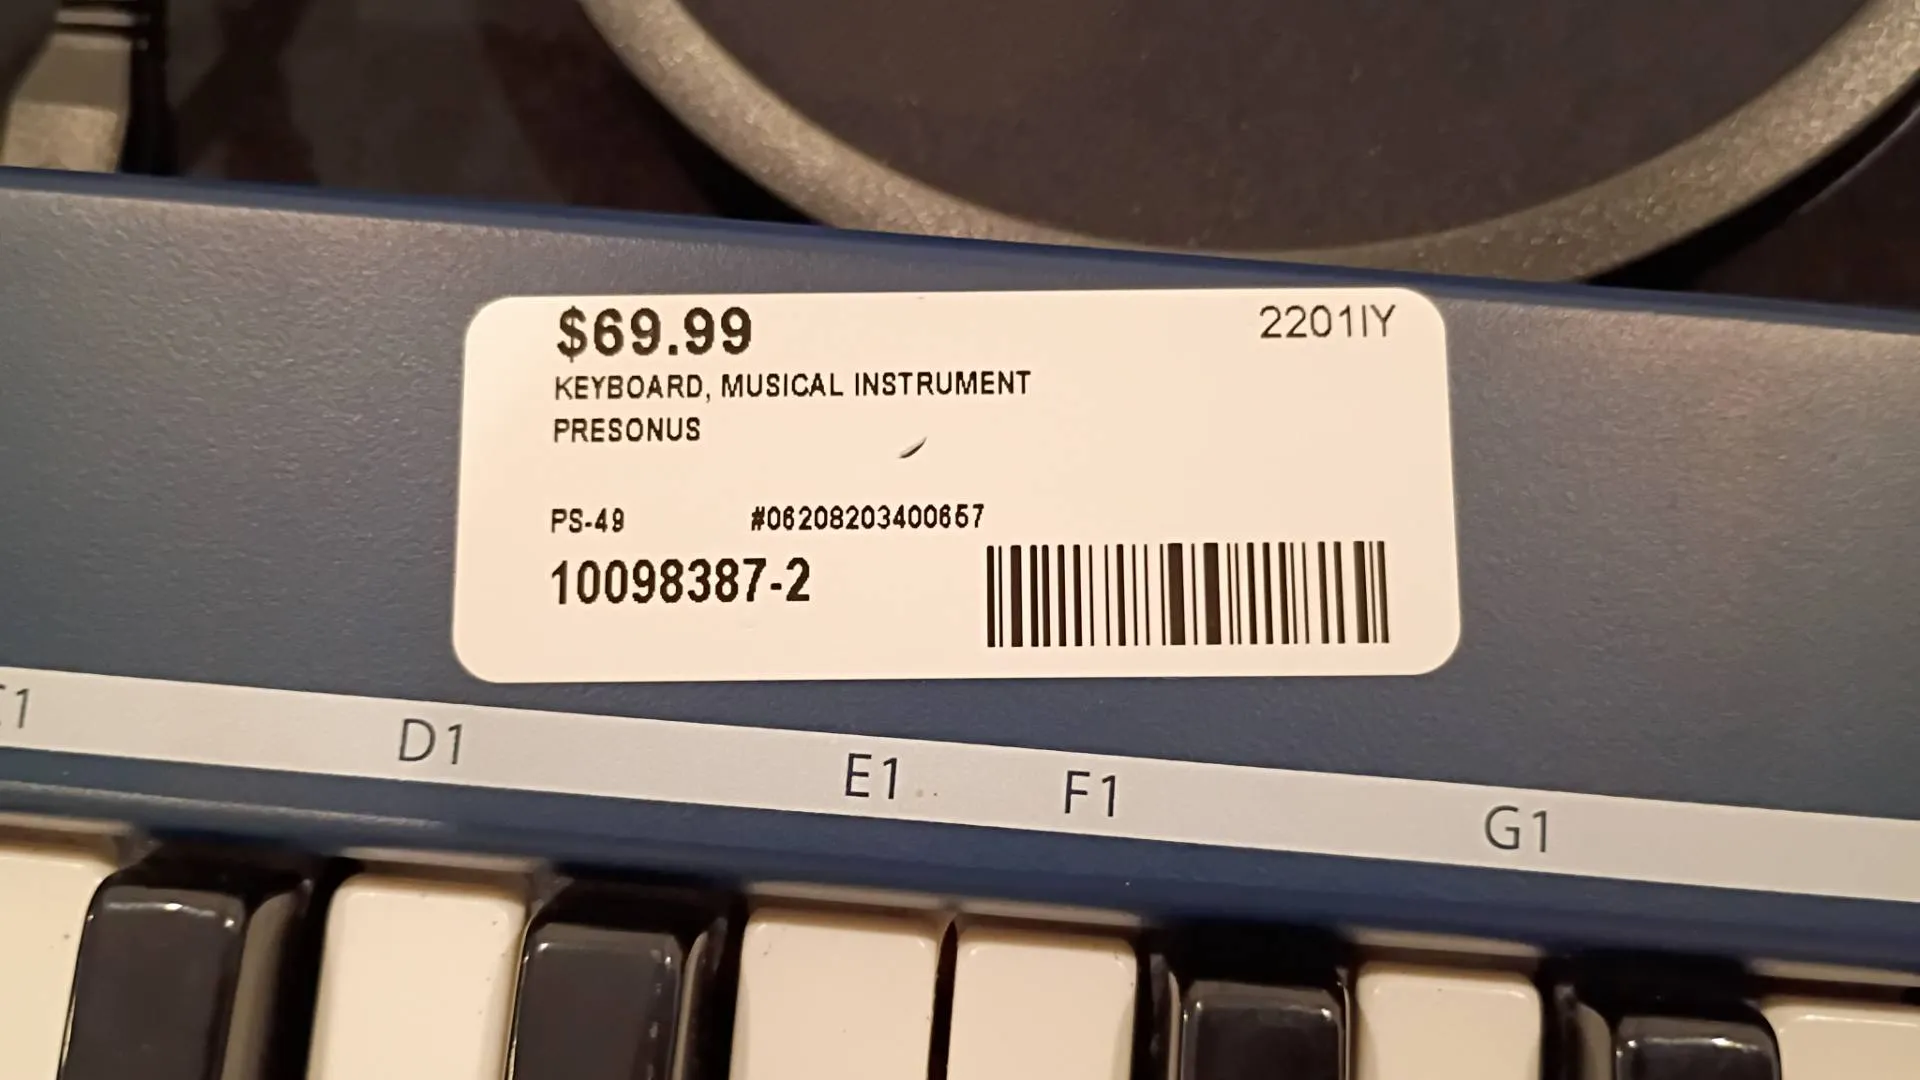 $69.99 2201IY
KEYBOARD, MUSICAL INSTRUMENT
PRESONUS
PS-49 #06208203400657
10098387-2
D1 E1 F1 G1